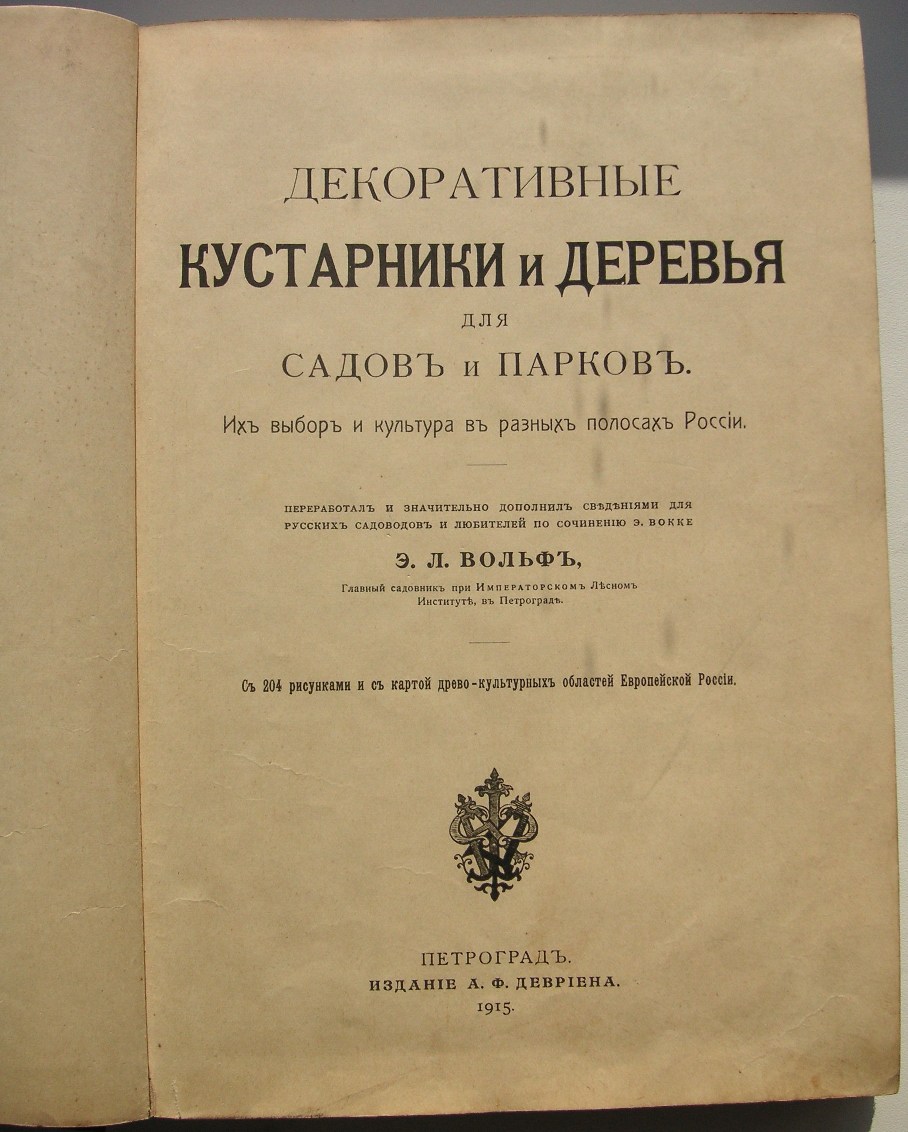 ДЕКОРАТИВНЫЕ
КУСТАРНИКИ и ДЕРЕВЬЯ
ДЛЯ
САДОВЪ и ПАРКОВЪ.
Ихъ выборъ и культура въ разныхъ полосахъ Россіи.
ПЕРЕРАБОТАЛЪ И ЗНАЧИТЕЛЬНО ДОПОЛНИЛЪ СВѢДѢНІЯМИ ДЛЯ
РУССКИХЪ САДОВОДОВЪ И ЛЮБИТЕЛЕЙ ПО СОЧИНЕНІЮ Э. ВОККЕ
Э. Л. ВОЛЬФЪ,
Главный садовникъ при Императорскомъ Лѣсномъ
Институтѣ, въ Петроградѣ.
Съ 204 рисунками и съ картой древо-культурныхъ областей Европейской Россіи.
ПЕТРОГРАДЪ.
ИЗДАНІЕ А. Ф. ДЕВРІЕНА.
1915.